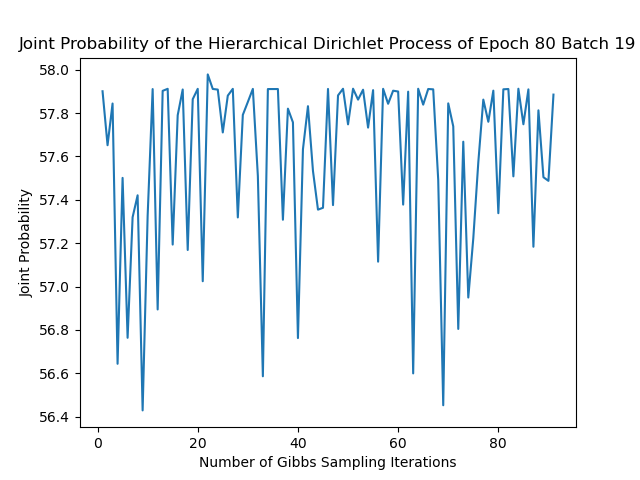 Joint Probability of the Hierarchical Dirichlet Process of Epoch 80 Batch 19
58.0
57.8
57.6
57.4
57.2
57.0
56.8
56.6
56.4
Joint Probability
0 20 40 60 80
Number of Gibbs Sampling Iterations